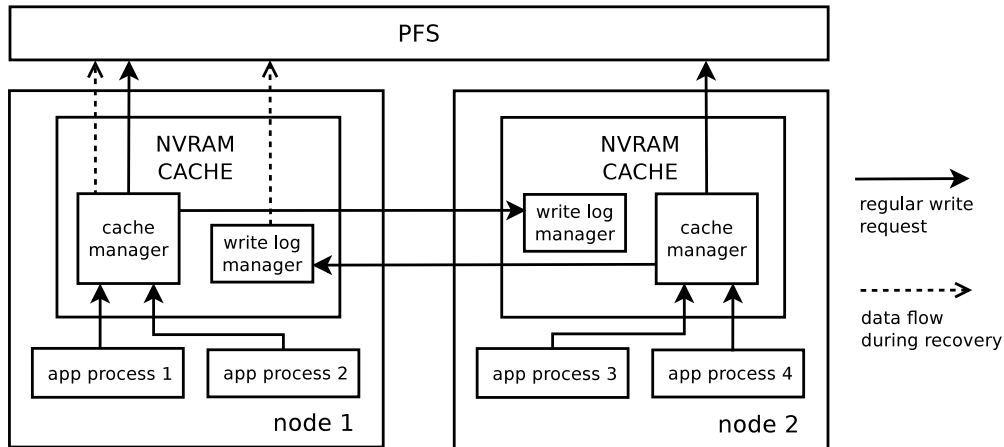 PFS
NVRAM
CACHE
cache
manager
write log
manager
app process 1
app process 2
node 1
NVRAM
CACHE
write log
manager
cache
manager
app process 3
app process 4
node 2
regular write
request
data flow
during recovery